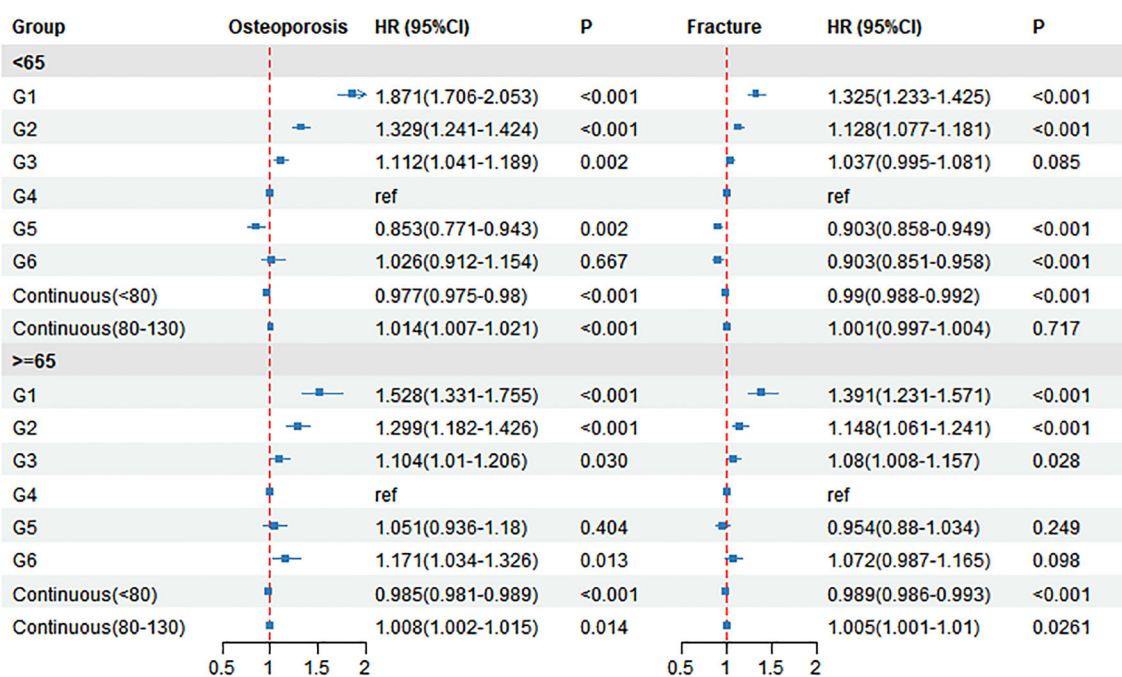 Group Osteoporosis HR (95%CI) P Fracture HR (95%CI) P
<65
G1 1.871(1.706-2.053) <0.001 1.325(1.233-1.425) <0.001
G2 1.329(1.241-1.424) <0.001 1.128(1.077-1.181) <0.001
G3 1.112(1.041-1.189) 0.002 1.037(0.995-1.081) 0.085
G4 ref ref
G5 0.853(0.771-0.943) 0.002 0.903(0.858-0.949) <0.001
G6 1.026(0.912-1.154) 0.667 0.903(0.851-0.958) <0.001
Continuous(<80) 0.977(0.975-0.98) <0.001 0.99(0.988-0.992) <0.001
Continuous(80-130) 1.014(1.007-1.021) <0.001 1.001(0.997-1.004) 0.717
>=65
G1 1.528(1.331-1.755) <0.001 1.391(1.231-1.571) <0.001
G2 1.299(1.182-1.426) <0.001 1.148(1.061-1.241) <0.001
G3 1.104(1.01-1.206) 0.030 1.08(1.008-1.157) 0.028
G4 ref ref
G5 1.051(0.936-1.18) 0.404 0.954(0.88-1.034) 0.249
G6 1.171(1.034-1.326) 0.013 1.072(0.987-1.165) 0.098
Continuous(<80) 0.985(0.981-0.989) <0.001 0.989(0.986-0.993) <0.001
Continuous(80-130) 1.008(1.002-1.015) 0.014 1.005(1.001-1.01) 0.0261
0.5 1 1.5 2 0.5 1 1.5 2